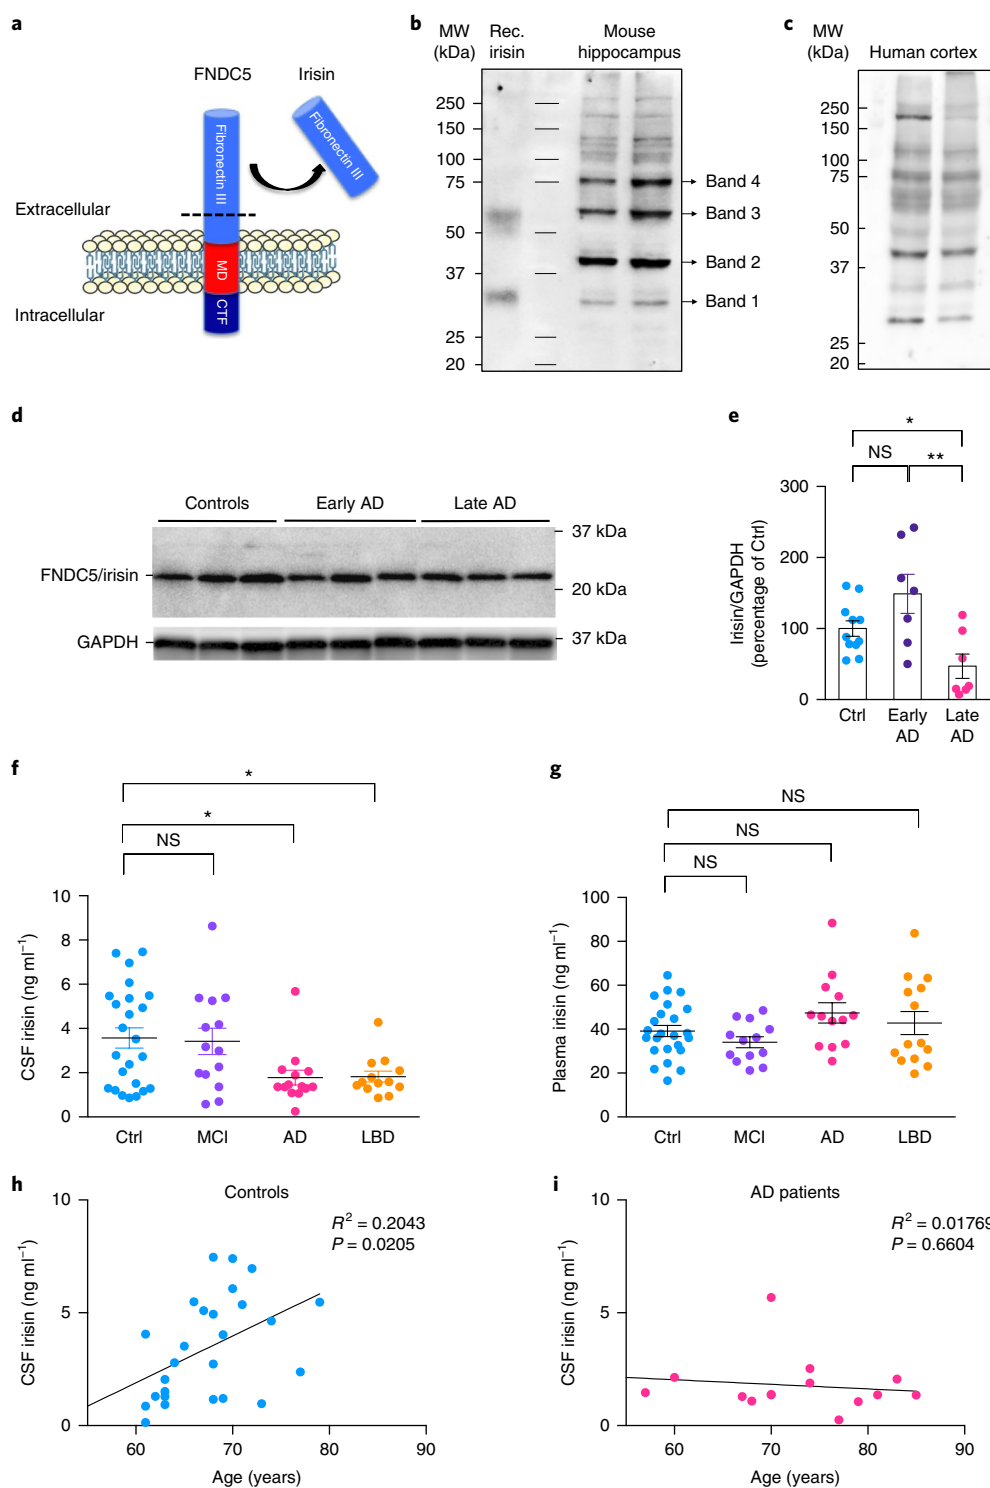 a
FNDC5
Irisin
Fibronectin III
Fibronectin III
Extracellular
MD
CTF
Intracellular
b
MW
(kDa)
Rec.
irisin
Mouse
hippocampus
250
150
100
75
50
37
25
20
Band 4
Band 3
Band 2
Band 1
c
MW
(kDa)
Human cortex
250
150
100
75
50
37
25
20
d
Controls
Early AD
Late AD
37 kDa
FNDC5/irisin
20 kDa
GAPDH
37 kDa
e
*
NS
**
Irisin/GAPDH
(percentage of Ctrl)
300
200
100
0
Ctrl
Early
AD
Late
AD
f
*
*
NS
CSF irisin (ng ml⁻¹)
10
8
6
4
2
0
Ctrl
MCI
AD
LBD
g
NS
NS
NS
Plasma irisin (ng ml⁻¹)
100
80
60
40
20
0
Ctrl
MCI
AD
LBD
h
Controls
R² = 0.2043
P = 0.0205
CSF irisin (ng ml⁻¹)
10
5
0
60
70
80
90
Age (years)
i
AD patients
R² = 0.01769
P = 0.6604
CSF irisin (ng ml⁻¹)
10
5
0
60
70
80
90
Age (years)